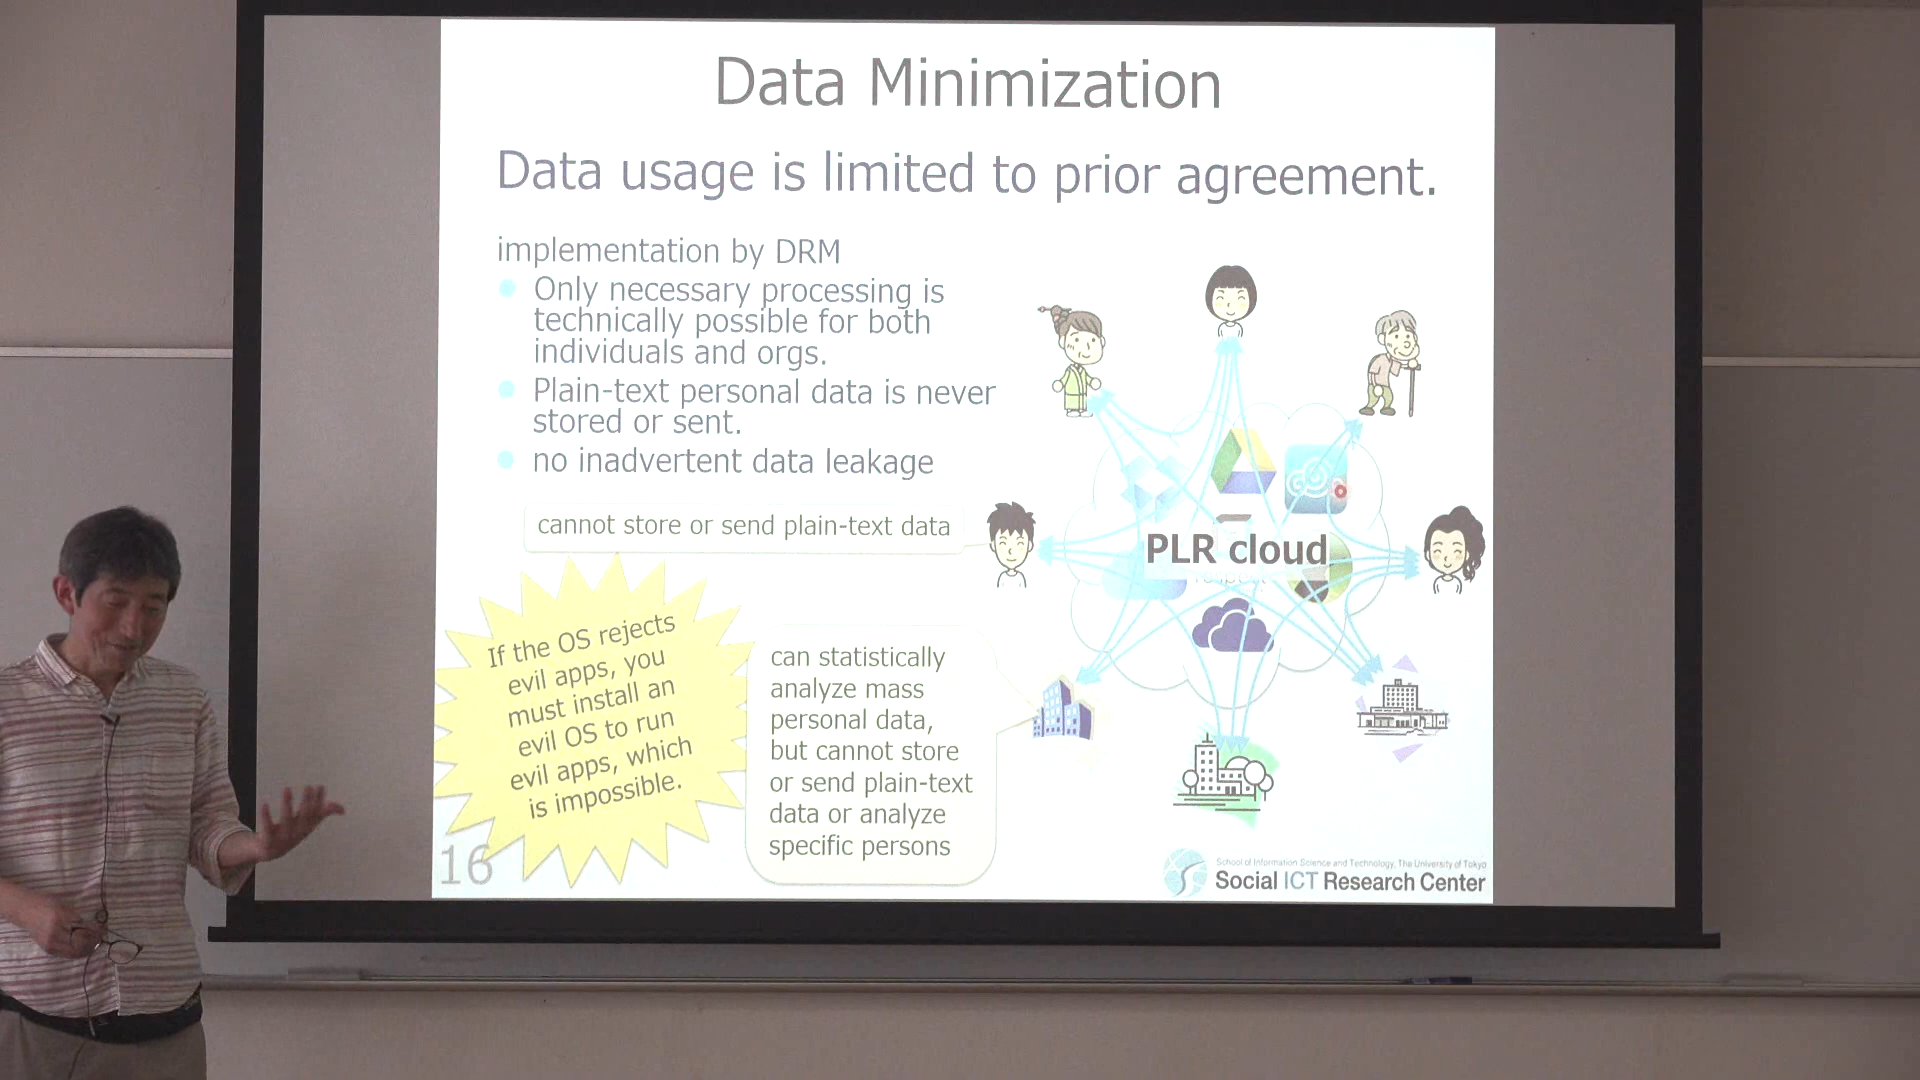 Data Minimization
Data usage is limited to prior agreement.
implementation by DRM
Only necessary processing is
technically possible for both
individuals and orgs.
Plain-text personal data is never
stored or sent.
no inadvertent data leakage
cannot store or send plain-text data
PLR cloud
If the OS rejects
evil apps, you
must install an
evil OS to run
evil apps, which
is impossible.
can statistically
analyze mass
personal data,
but cannot store
or send plain-text
data or analyze
specific persons
16
School of Information Science and Technology, The University of Tokyo
Social ICT Research Center